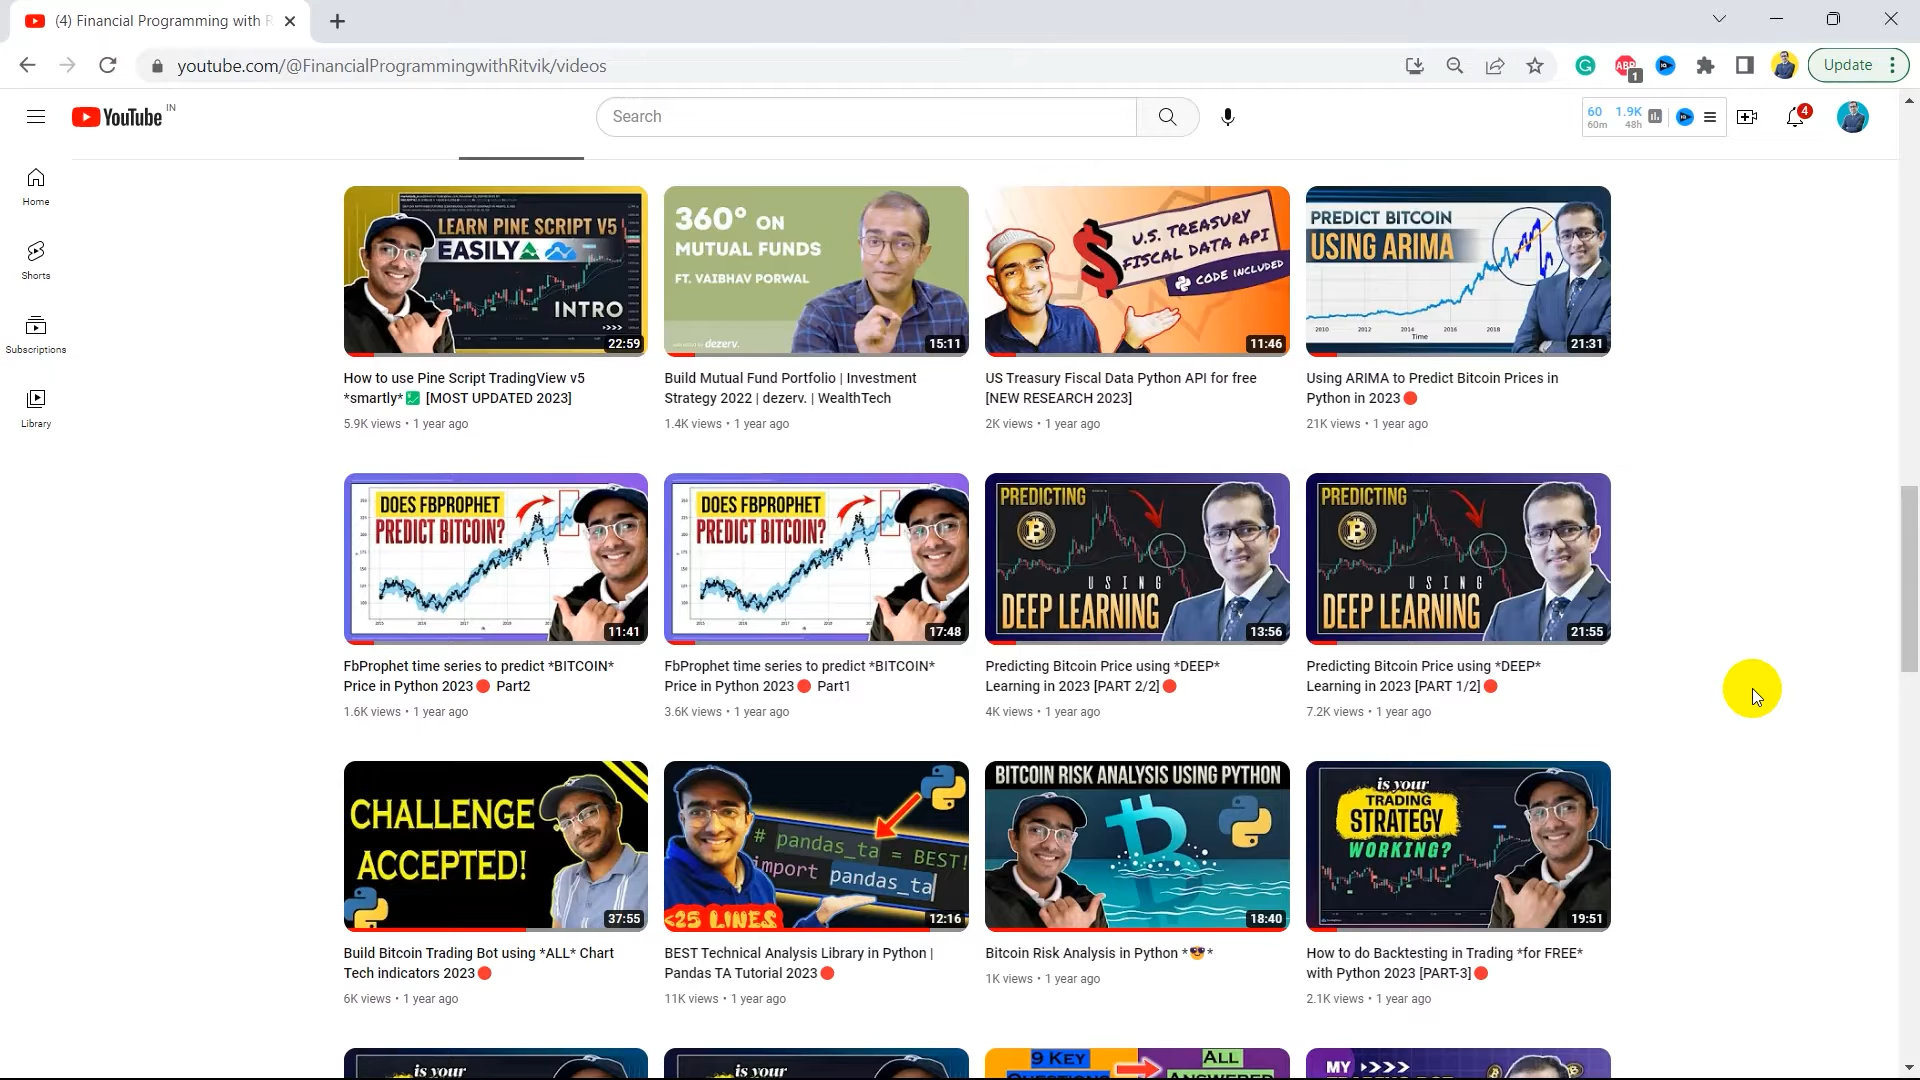 (4) Financial Programming with R
youtube.com/@FinancialProgrammingwithRitvik/videos
ABP
1
Update
YouTube IN
Search
60 1.9K
60m 48h
4
Home
Shorts
Subscriptions
Library
LEARN PINE SCRIPT V5
EASILY
INTRO
>>>
22:59
How to use Pine Script TradingView v5
*smartly* [MOST UPDATED 2023]
5.9K views • 1 year ago
360° ON
MUTUAL FUNDS
FT. VAIBHAV PORWAL
dezerv.
15:11
Build Mutual Fund Portfolio | Investment
Strategy 2022 | dezerv. | WealthTech
1.4K views • 1 year ago
$
U.S. TREASURY
FISCAL DATA API
CODE INCLUDED
11:46
US Treasury Fiscal Data Python API for free
[NEW RESEARCH 2023]
2K views • 1 year ago
PREDICT BITCOIN
USING ARIMA
2010 2012 2014 2016 2018
Time
21:31
Using ARIMA to Predict Bitcoin Prices in
Python in 2023
21K views • 1 year ago
DOES FBPROPHET
PREDICT BITCOIN?
11:41
FbProphet time series to predict *BITCOIN*
Price in Python 2023 Part2
1.6K views • 1 year ago
DOES FBPROPHET
PREDICT BITCOIN?
17:48
FbProphet time series to predict *BITCOIN*
Price in Python 2023 Part1
3.6K views • 1 year ago
PREDICTING
USING
DEEP LEARNING
13:56
Predicting Bitcoin Price using *DEEP*
Learning in 2023 [PART 2/2]
4K views • 1 year ago
PREDICTING
USING
DEEP LEARNING
21:55
Predicting Bitcoin Price using *DEEP*
Learning in 2023 [PART 1/2]
7.2K views • 1 year ago
CHALLENGE
ACCEPTED!
37:55
Build Bitcoin Trading Bot using *ALL* Chart
Tech indicators 2023
6K views • 1 year ago
# pandas_ta = BEST!
import pandas_ta
<25 LINES
12:16
BEST Technical Analysis Library in Python |
Pandas TA Tutorial 2023
11K views • 1 year ago
BITCOIN RISK ANALYSIS USING PYTHON
18:40
Bitcoin Risk Analysis in Python *😎*
1K views • 1 year ago
is your
TRADING
STRATEGY
WORKING?
19:51
How to do Backtesting in Trading *for FREE*
with Python 2023 [PART-3]
2.1K views • 1 year ago
is your
is your
9 KEY
ALL
MY >>>>